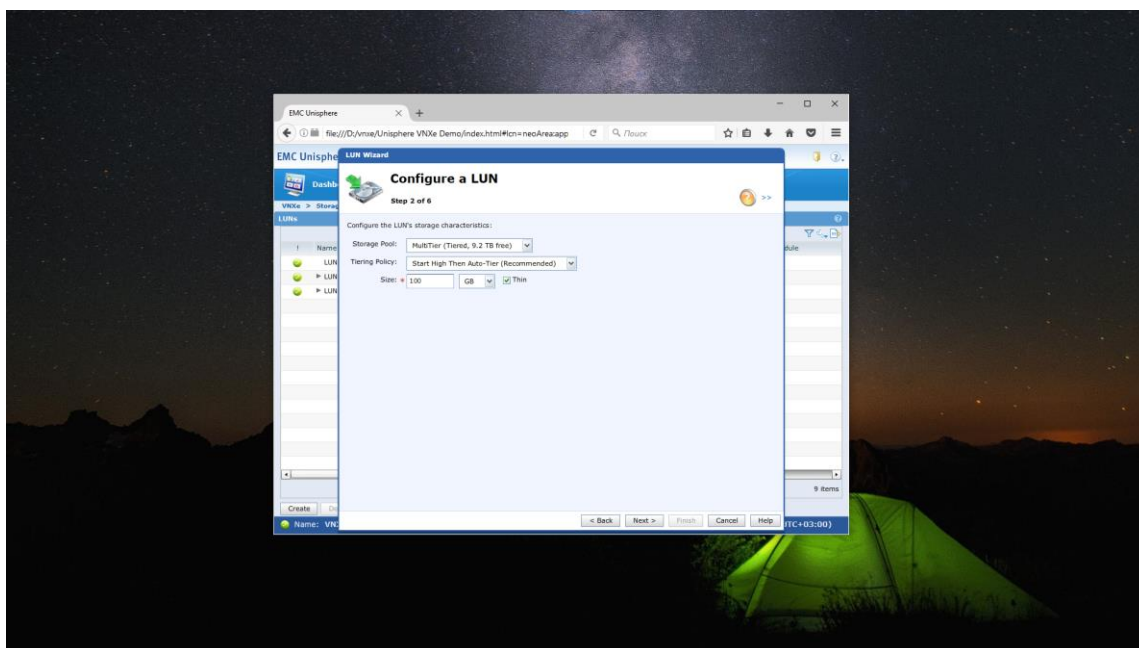 EMC Unisphere
file:///D:/vnxe/Unisphere VNXe Demo/index.html#lcn=neoArea:app
Поиск
EMC Unisphe
LUN Wizard
Dashb
Configure a LUN
Step 2 of 6
>>
VNXe > Storag
LUNs
Configure the LUN's storage characteristics:
Storage Pool: MultiTier (Tiered, 9.2 TB free)
! Name
dule
LUN
Tiering Policy: Start High Then Auto-Tier (Recommended)
LUN
Size: * 100 GB Thin
LUN
9 items
Create De
< Back Next > Finish Cancel Help
Name: VNX
UTC+03:00)